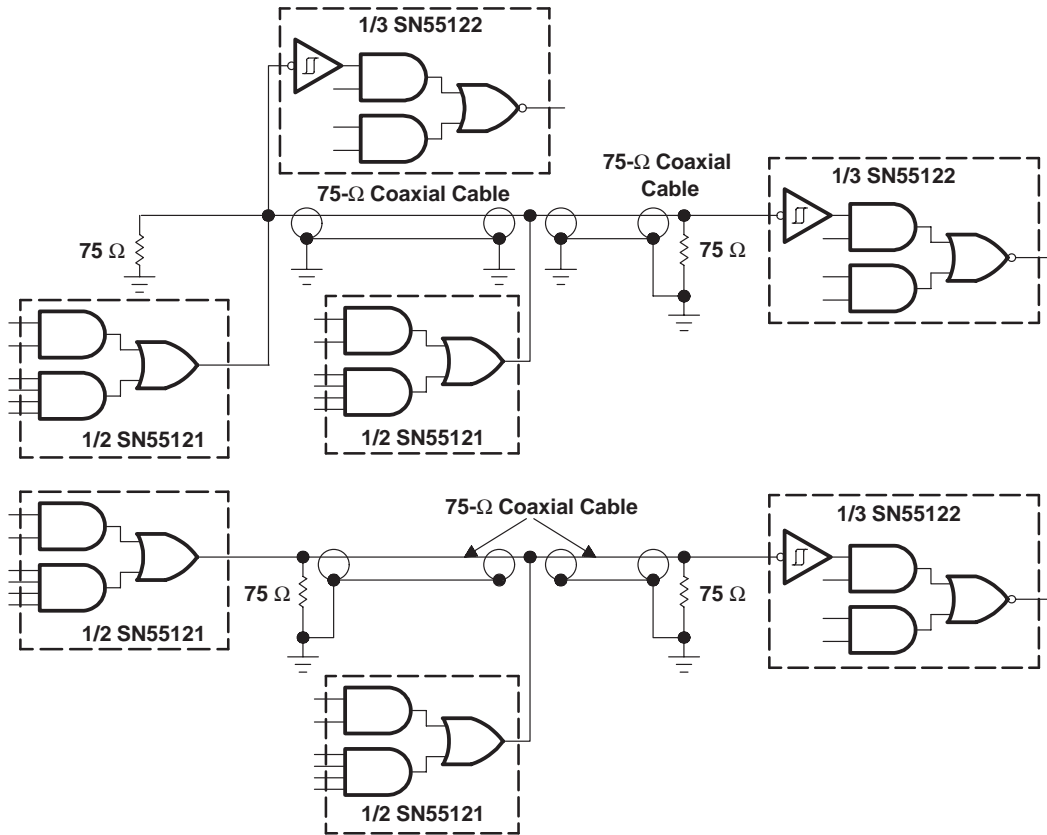 1/3 SN55122
75-Ω Coaxial
Cable
75-Ω Coaxial Cable
1/3 SN55122
75 Ω
75 Ω
1/2 SN55121
1/2 SN55121
75-Ω Coaxial Cable
1/3 SN55122
75 Ω
75 Ω
1/2 SN55121
1/2 SN55121